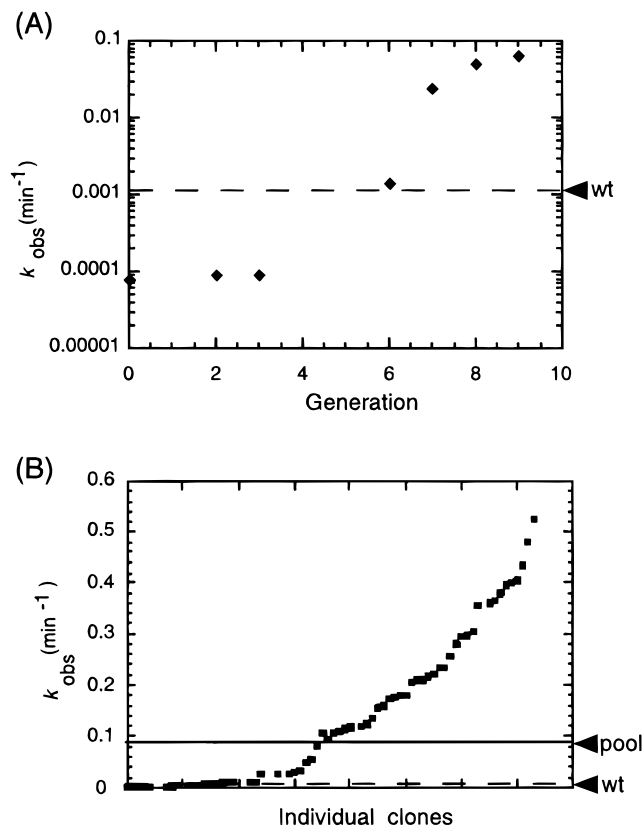 (A)
0.1
0.01
0.001
0.0001
0.00001
k obs (min-1)
wt
0 2 4 6 8 10
Generation
(B)
0.6
0.5
0.4
0.3
0.2
0.1
0
k obs (min -1)
pool
wt
Individual clones